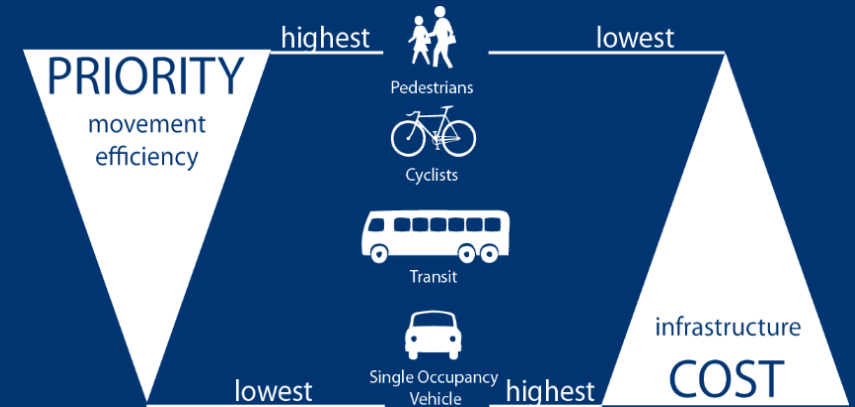 highest
lowest
PRIORITY
movement
efficiency
Pedestrians
Cyclists
Transit
infrastructure
COST
Single Occupancy
Vehicle
lowest
highest